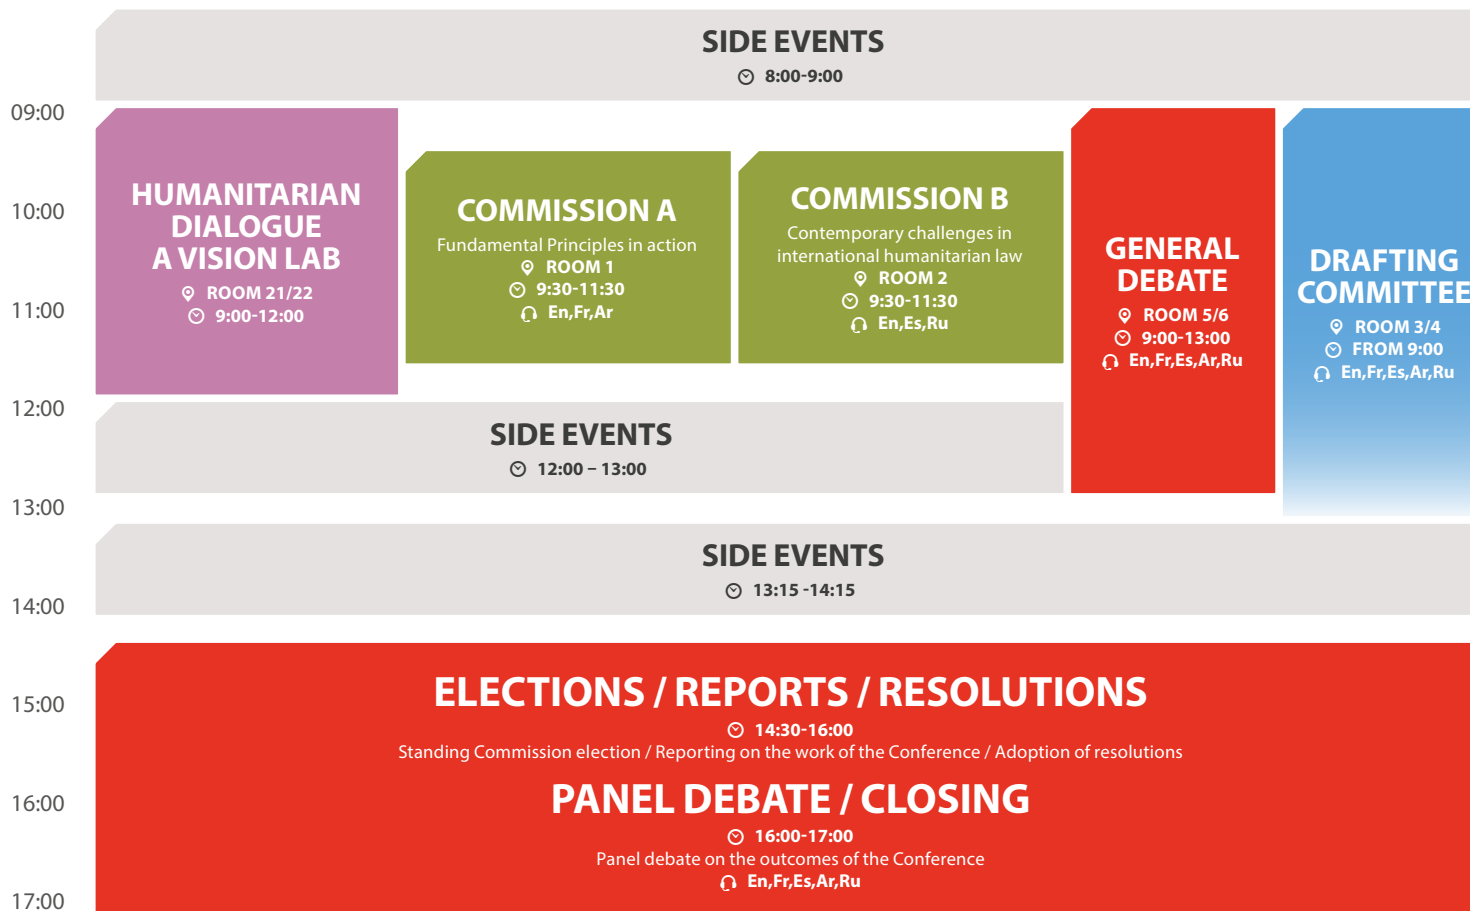 SIDE EVENTS
8:00-9:00
09:00
10:00
11:00
12:00
13:00
14:00
15:00
16:00
17:00
HUMANITARIAN
DIALOGUE
A VISION LAB
ROOM 21/22
9:00-12:00
COMMISSION A
Fundamental Principles in action
ROOM 1
9:30-11:30
En,Fr,Ar
COMMISSION B
Contemporary challenges in
international humanitarian law
ROOM 2
9:30-11:30
En,Es,Ru
GENERAL
DEBATE
ROOM 5/6
9:00-13:00
En,Fr,Es,Ar,Ru
DRAFTING
COMMITTEE
ROOM 3/4
FROM 9:00
En,Fr,Es,Ar,Ru
SIDE EVENTS
12:00 – 13:00
SIDE EVENTS
13:15 -14:15
ELECTIONS / REPORTS / RESOLUTIONS
14:30-16:00
Standing Commission election / Reporting on the work of the Conference / Adoption of resolutions
PANEL DEBATE / CLOSING
16:00-17:00
Panel debate on the outcomes of the Conference
En,Fr,Es,Ar,Ru